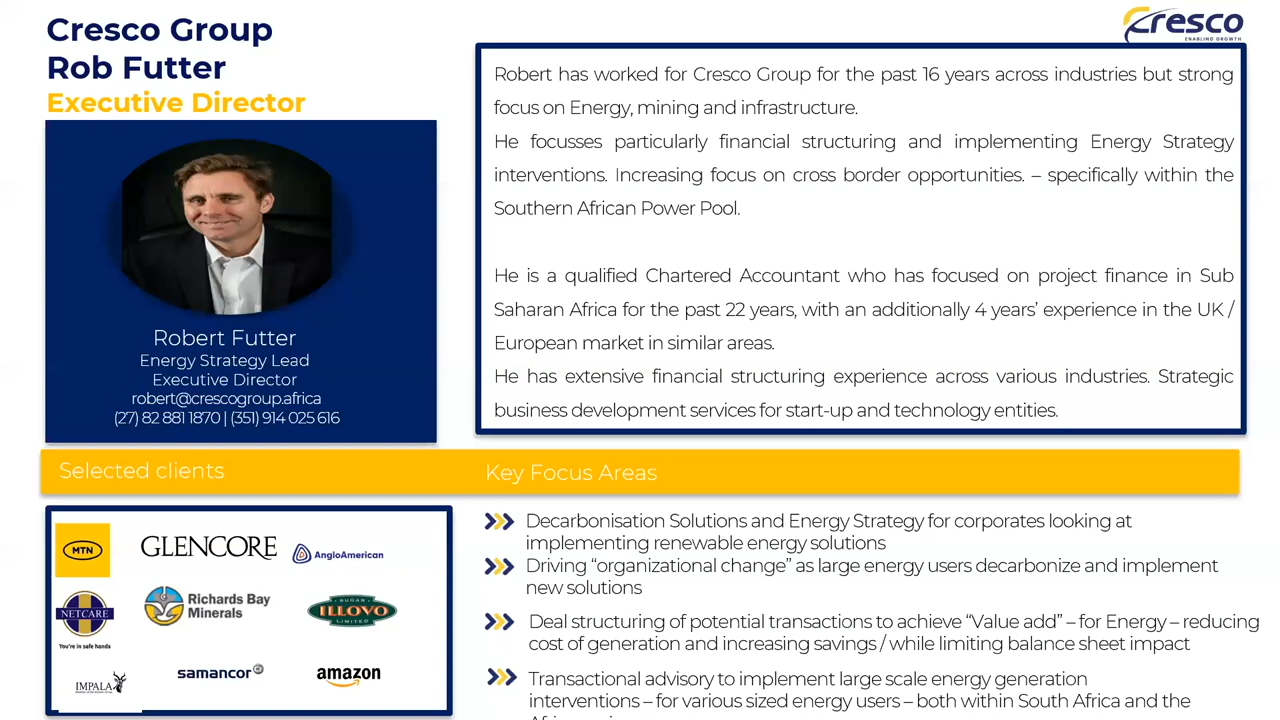 Cresco Group
Rob Futter
Executive Director
Cresco
ENABLING GROWTH
Robert has worked for Cresco Group for the past 16 years across industries but strong
focus on Energy, mining and infrastructure.
He focusses particularly financial structuring and implementing Energy Strategy
interventions. Increasing focus on cross border opportunities. – specifically within the
Southern African Power Pool.
He is a qualified Chartered Accountant who has focused on project finance in Sub
Saharan Africa for the past 22 years, with an additionally 4 years’ experience in the UK /
European market in similar areas.
He has extensive financial structuring experience across various industries. Strategic
business development services for start-up and technology entities.
Robert Futter
Energy Strategy Lead
Executive Director
robert@crescogroup.africa
(27) 82 881 1870 | (351) 914 025 616
Selected clients
MTN
GLENCORE
AngloAmerican
NETCARE
You're in safe hands
Richards Bay
Minerals
SUGAR
ILLOVO
LIMITED
IMPALA
samancor cr
amazon
Key Focus Areas
Decarbonisation Solutions and Energy Strategy for corporates looking at
implementing renewable energy solutions
Driving “organizational change” as large energy users decarbonize and implement
new solutions
Deal structuring of potential transactions to achieve “Value add” – for Energy – reducing
cost of generation and increasing savings / while limiting balance sheet impact
Transactional advisory to implement large scale energy generation
interventions – for various sized energy users – both within South Africa and the